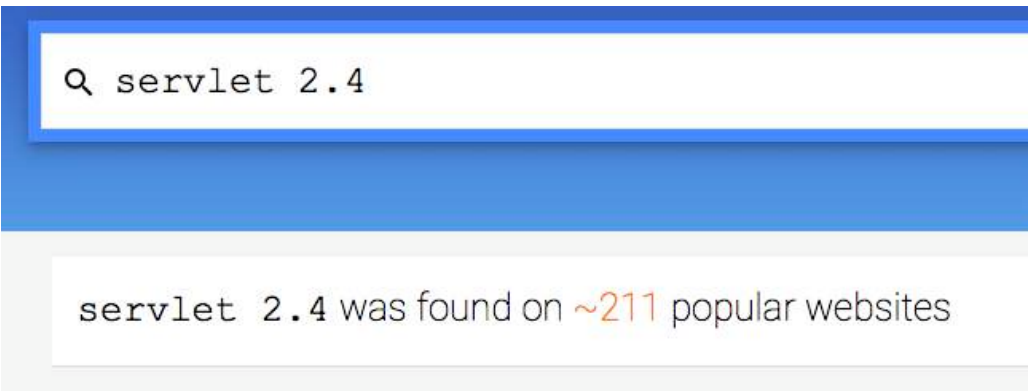 servlet 2.4
servlet 2.4 was found on ~211 popular websites